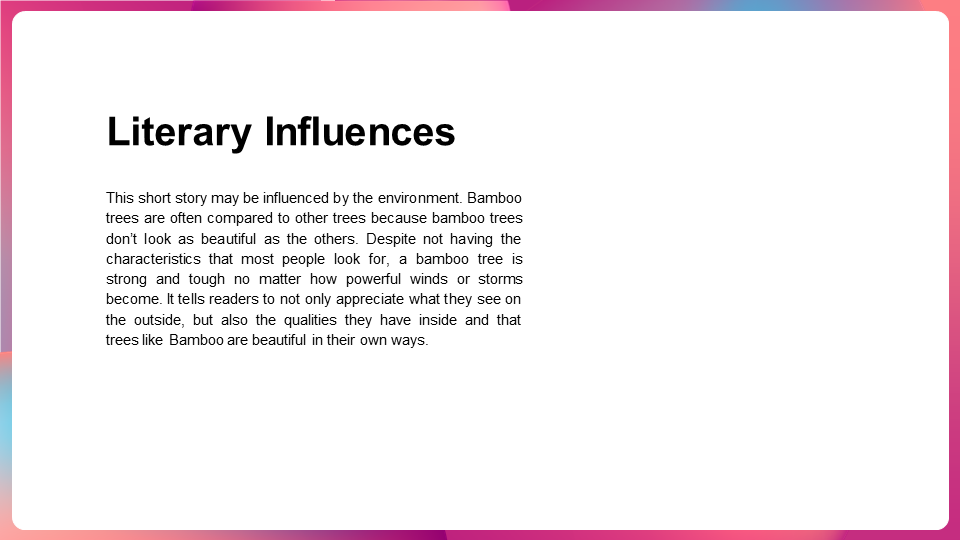 Literary Influences
This short story may be influenced by the environment. Bamboo
trees are often compared to other trees because bamboo trees
don’t look as beautiful as the others. Despite not having the
characteristics that most people look for, a bamboo tree is
strong and tough no matter how powerful winds or storms
become. It tells readers to not only appreciate what they see on
the outside, but also the qualities they have inside and that
trees like Bamboo are beautiful in their own ways.